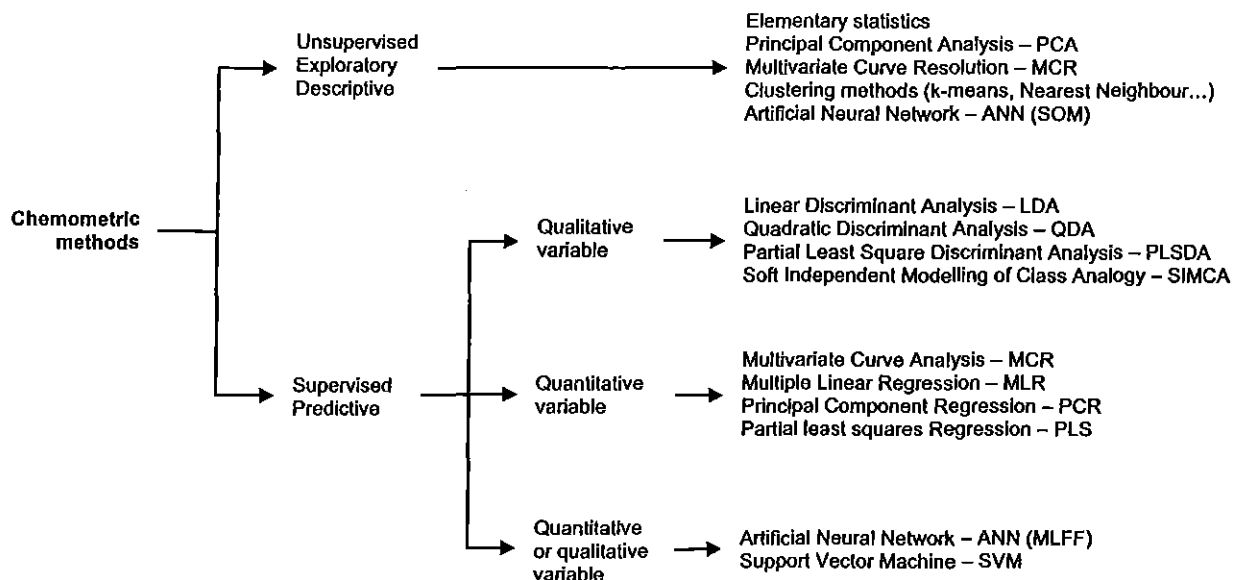 Chemometric
methods
Unsupervised
Exploratory
Descriptive
Elementary statistics
Principal Component Analysis – PCA
Multivariate Curve Resolution – MCR
Clustering methods (k-means, Nearest Neighbour...)
Artificial Neural Network – ANN (SOM)
Supervised
Predictive
Qualitative
variable
Linear Discriminant Analysis – LDA
Quadratic Discriminant Analysis – QDA
Partial Least Square Discriminant Analysis – PLSDA
Soft Independent Modelling of Class Analogy – SIMCA
Quantitative
variable
Multivariate Curve Analysis – MCR
Multiple Linear Regression – MLR
Principal Component Regression – PCR
Partial least squares Regression – PLS
Quantitative
or qualitative
variable
Artificial Neural Network – ANN (MLFF)
Support Vector Machine – SVM